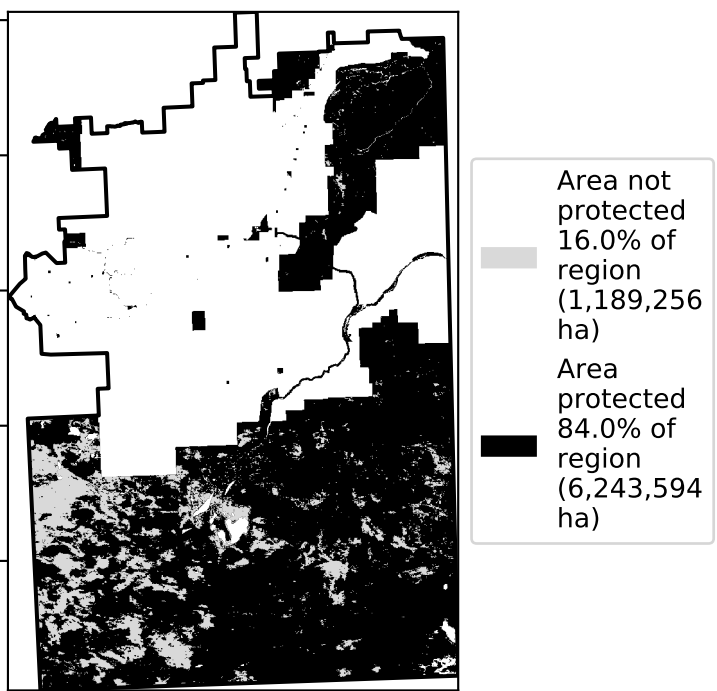 Area not
protected
16.0% of
region
(1,189,256
ha)
Area
protected
84.0% of
region
(6,243,594
ha)